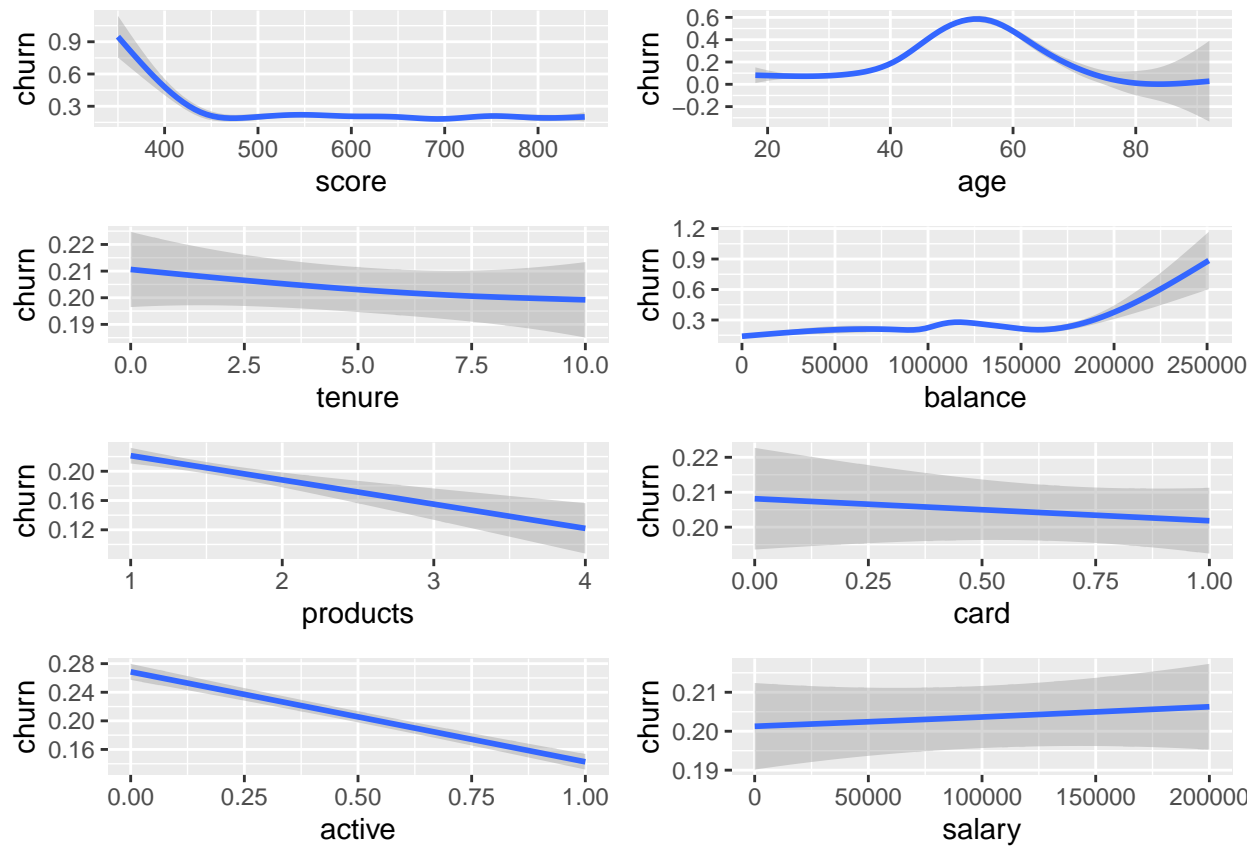 churn
0.9
0.6
0.3
400 500 600 700 800
score
churn
0.6
0.4
0.2
0.0
−0.2
20 40 60 80
age
churn
0.22
0.21
0.20
0.19
0.0 2.5 5.0 7.5 10.0
tenure
churn
1.2
0.9
0.6
0.3
0 50000 100000 150000 200000 250000
balance
churn
0.20
0.16
0.12
1 2 3 4
products
churn
0.22
0.21
0.20
0.00 0.25 0.50 0.75 1.00
card
churn
0.28
0.24
0.20
0.16
0.00 0.25 0.50 0.75 1.00
active
churn
0.21
0.20
0.19
0 50000 100000 150000 200000
salary